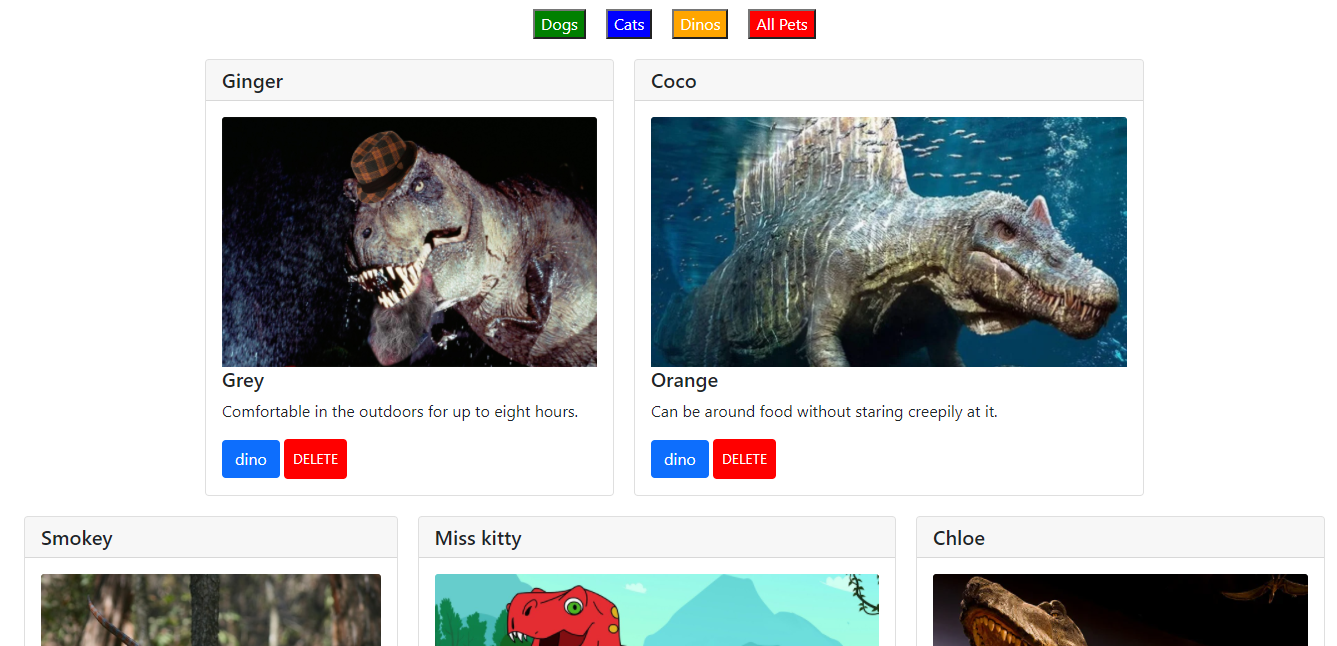 Dogs Cats Dinos All Pets
Ginger
Grey
Comfortable in the outdoors for up to eight hours.
dino DELETE
Coco
Orange
Can be around food without staring creepily at it.
dino DELETE
Smokey
Miss kitty
Chloe